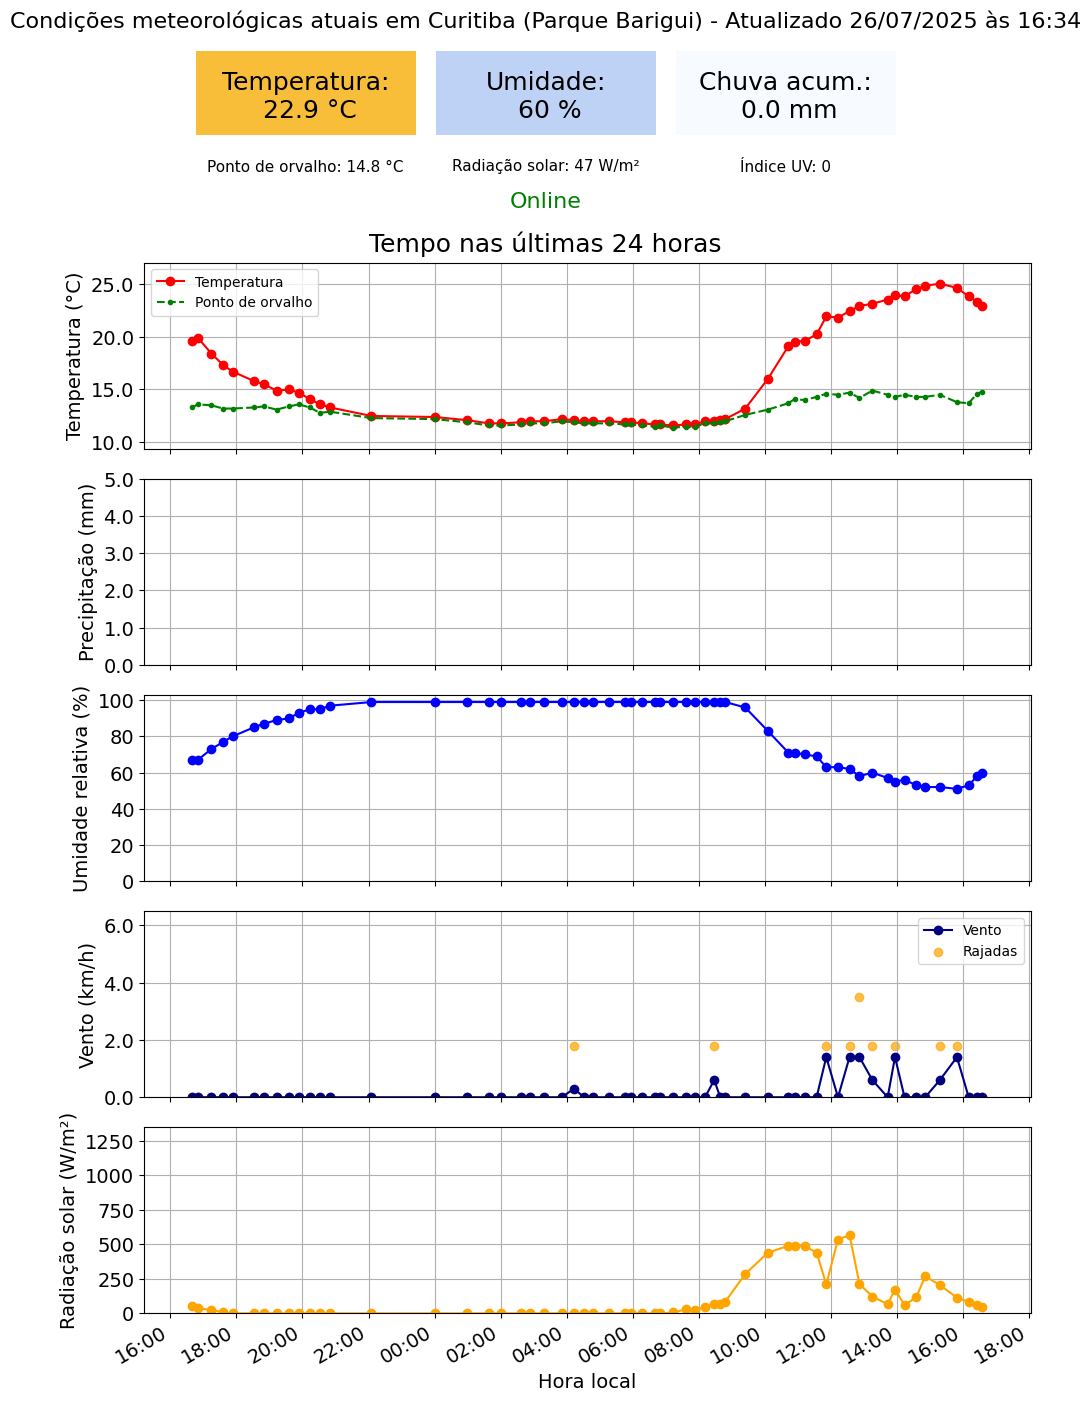 Condições meteorológicas atuais em Curitiba (Parque Barigui) - Atualizado 26/07/2025 às 16:34
Temperatura:
22.9 °C
Umidade:
60 %
Chuva acum.:
0.0 mm
Ponto de orvalho: 14.8 °C
Radiação solar: 47 W/m²
Índice UV: 0
Online
Tempo nas últimas 24 horas
Temperatura (°C)
25.0
20.0
15.0
10.0
Temperatura
Ponto de orvalho
Precipitação (mm)
5.0
4.0
3.0
2.0
1.0
0.0
Umidade relativa (%)
100
80
60
40
20
0
Vento (km/h)
6.0
4.0
2.0
0.0
Vento
Rajadas
Radiação solar (W/m²)
1250
1000
750
500
250
0
16:00
18:00
20:00
22:00
00:00
02:00
04:00
06:00
08:00
10:00
12:00
14:00
16:00
18:00
Hora local